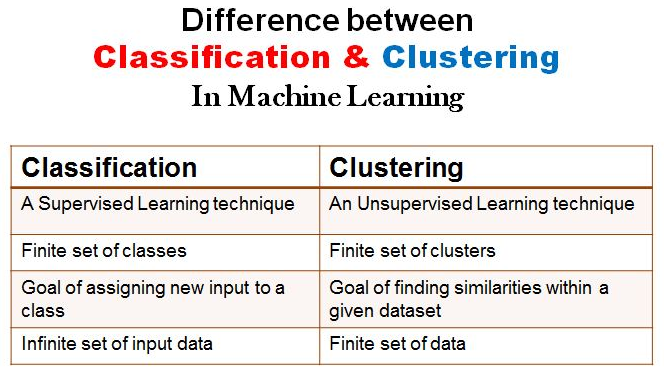 Difference between
Classification & Clustering
In Machine Learning
Classification Clustering
A Supervised Learning technique An Unsupervised Learning technique
Finite set of classes Finite set of clusters
Goal of assigning new input to a Goal of finding similarities within a
class given dataset
Infinite set of input data Finite set of data